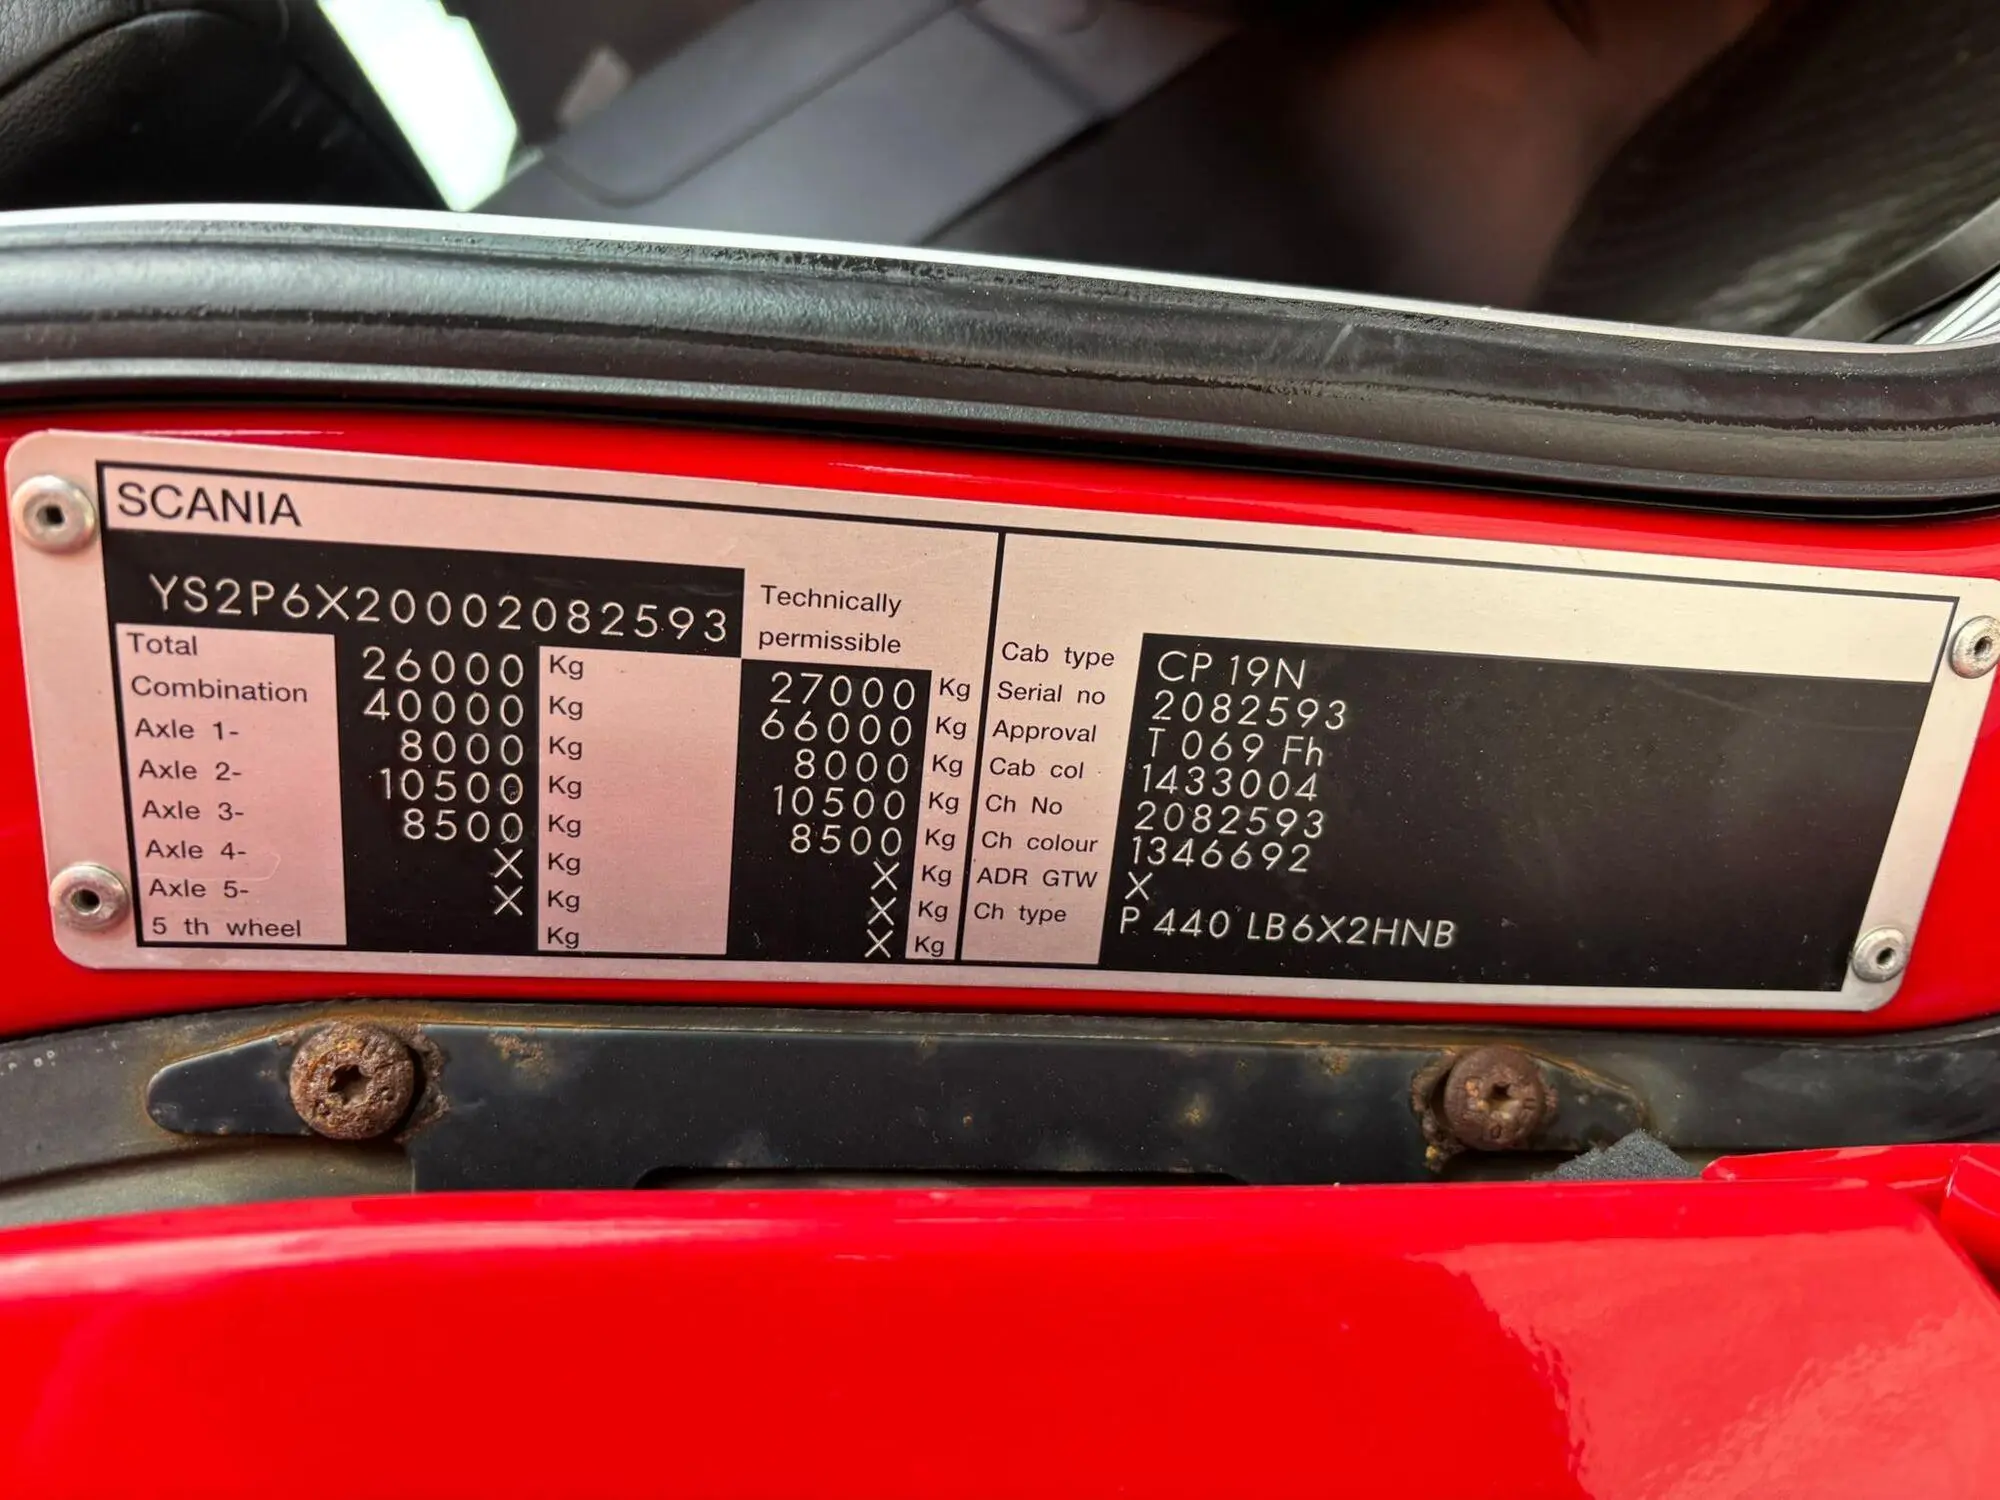 SCANIA
YS2P6X20002082593
Technically
permissible
Total 26000 Kg 27000 Kg
Combination 40000 Kg 66000 Kg
Axle 1- 8000 Kg 8000 Kg
Axle 2- 10500 Kg 10500 Kg
Axle 3- 8500 Kg 8500 Kg
Axle 4- X Kg X Kg
Axle 5- X Kg X Kg
5 th wheel Kg X Kg
Cab type CP 19N
Serial no 2082593
Approval T 069 Fh
Cab col 1433004
Ch No 2082593
Ch colour 1346692
ADR GTW X
Ch type P 440 LB6X2HNB